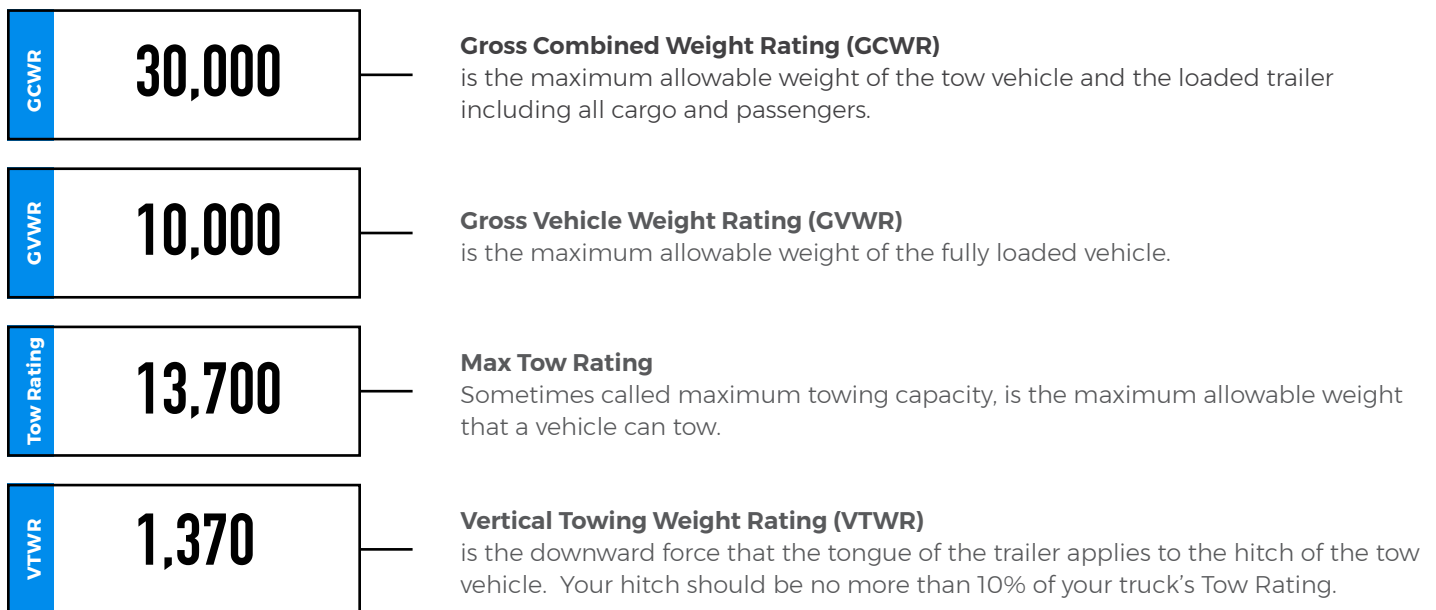 GCWR
30,000
Gross Combined Weight Rating (GCWR)
is the maximum allowable weight of the tow vehicle and the loaded trailer
including all cargo and passengers.
GVWR
10,000
Gross Vehicle Weight Rating (GVWR)
is the maximum allowable weight of the fully loaded vehicle.
Tow Rating
13,700
Max Tow Rating
Sometimes called maximum towing capacity, is the maximum allowable weight
that a vehicle can tow.
VTWR
1,370
Vertical Towing Weight Rating (VTWR)
is the downward force that the tongue of the trailer applies to the hitch of the tow
vehicle.  Your hitch should be no more than 10% of your truck's Tow Rating.